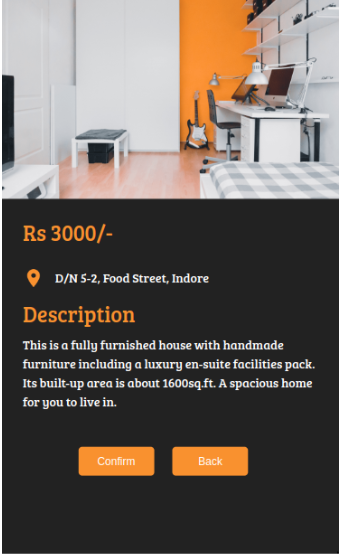 Rs 3000/-
D/N 5-2, Food Street, Indore
Description
This is a fully furnished house with handmade
furniture including a luxury en-suite facilities pack.
Its built-up area is about 1600sq.ft. A spacious home
for you to live in.
Confirm Back